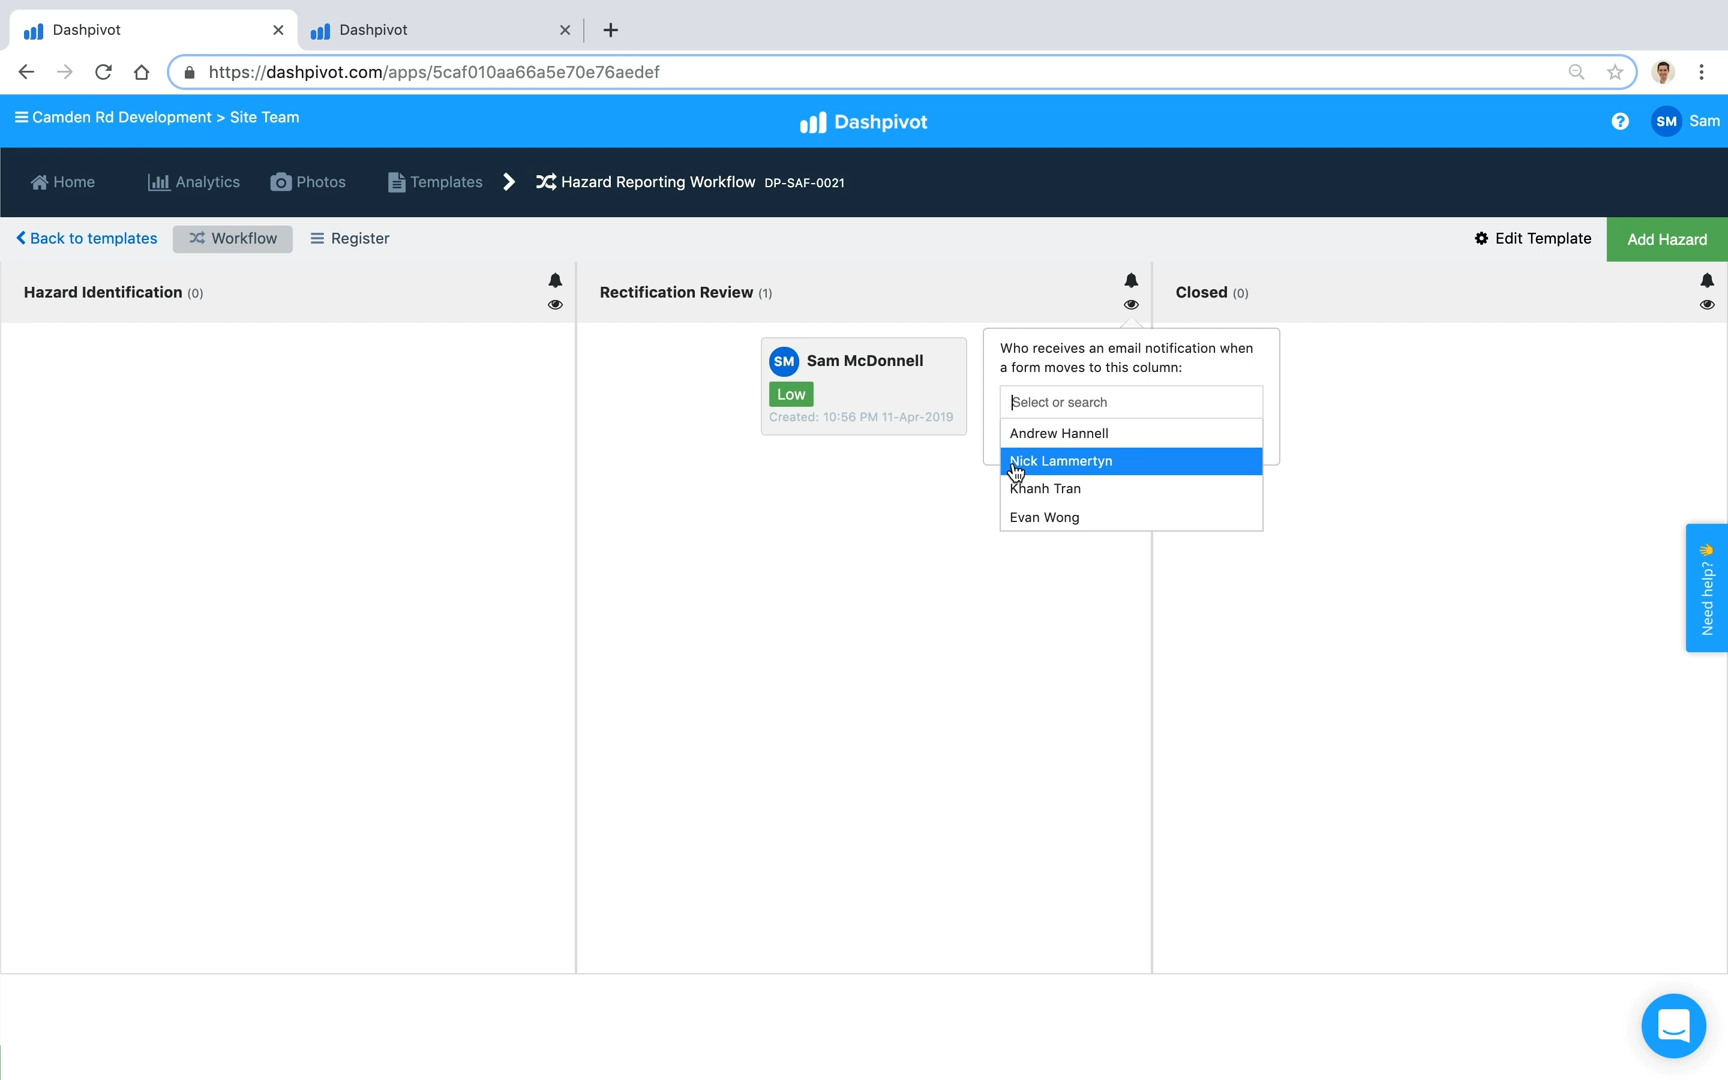 Dashpivot
Dashpivot
https://dashpivot.com/apps/5caf010aa66a5e70e76aedef
Camden Rd Development > Site Team
Dashpivot
SM Sam
Home
Analytics
Photos
Templates
Hazard Reporting Workflow DP-SAF-0021
Back to templates
Workflow
Register
Edit Template
Add Hazard
Hazard Identification (0)
Rectification Review (1)
Closed (0)
SM Sam McDonnell
Low
Created: 10:56 PM 11-Apr-2019
Who receives an email notification when
a form moves to this column:
Select or search
Andrew Hannell
Nick Lammertyn
Khanh Tran
Evan Wong
Need help?